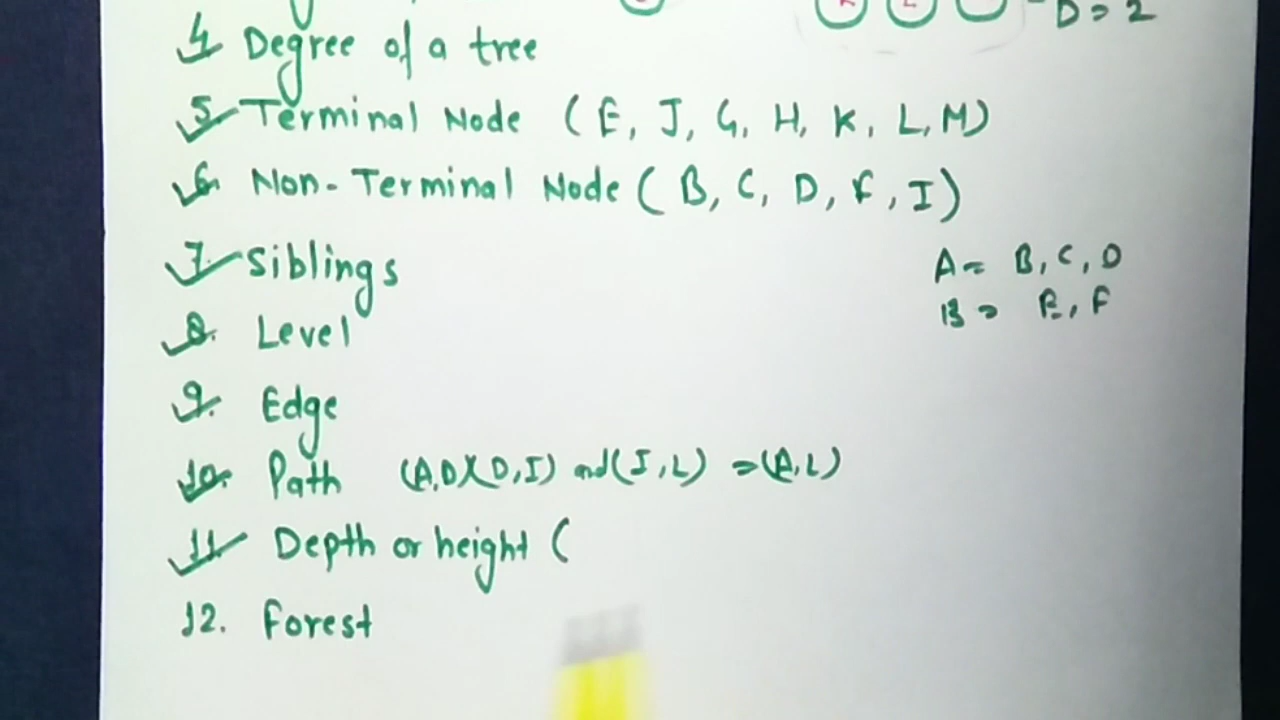 D = 2
4. Degree of a tree
5. Terminal Node (E, J, G, H, K, L, M)
6. Non-Terminal Node (B, C, D, F, I)
7. Siblings
A = B, C, D
B = E, F
8. Level
9. Edge
10. Path (A,D)(D,I) and (I,L) => (A,L)
11. Depth or height (
12. Forest